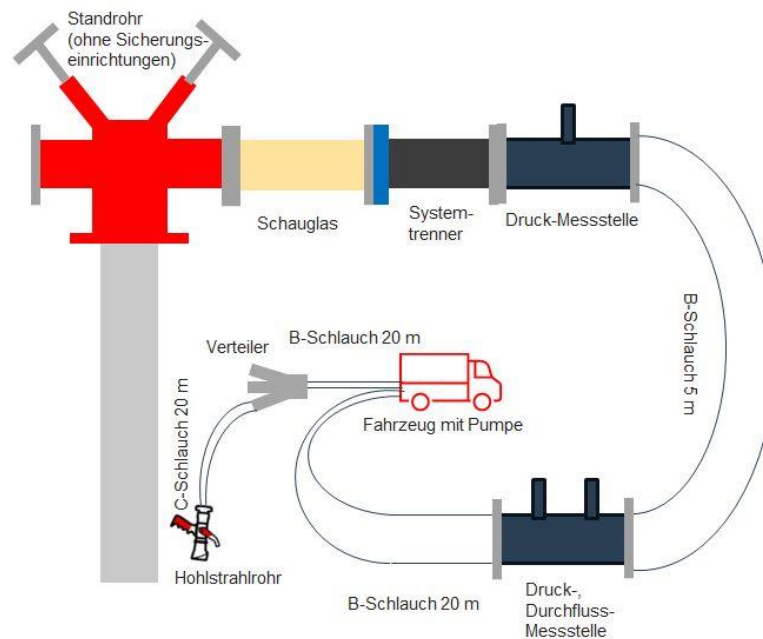 Standrohr
(ohne Sicherungs-
einrichtungen)
Schauglas
System-
trenner
Druck-Messstelle
B-Schlauch 5 m
B-Schlauch 20 m
Verteiler
Fahrzeug mit Pumpe
C-Schlauch 20 m
Hohlstrahlrohr
B-Schlauch 20 m
Druck-,
Durchfluss-
Messstelle